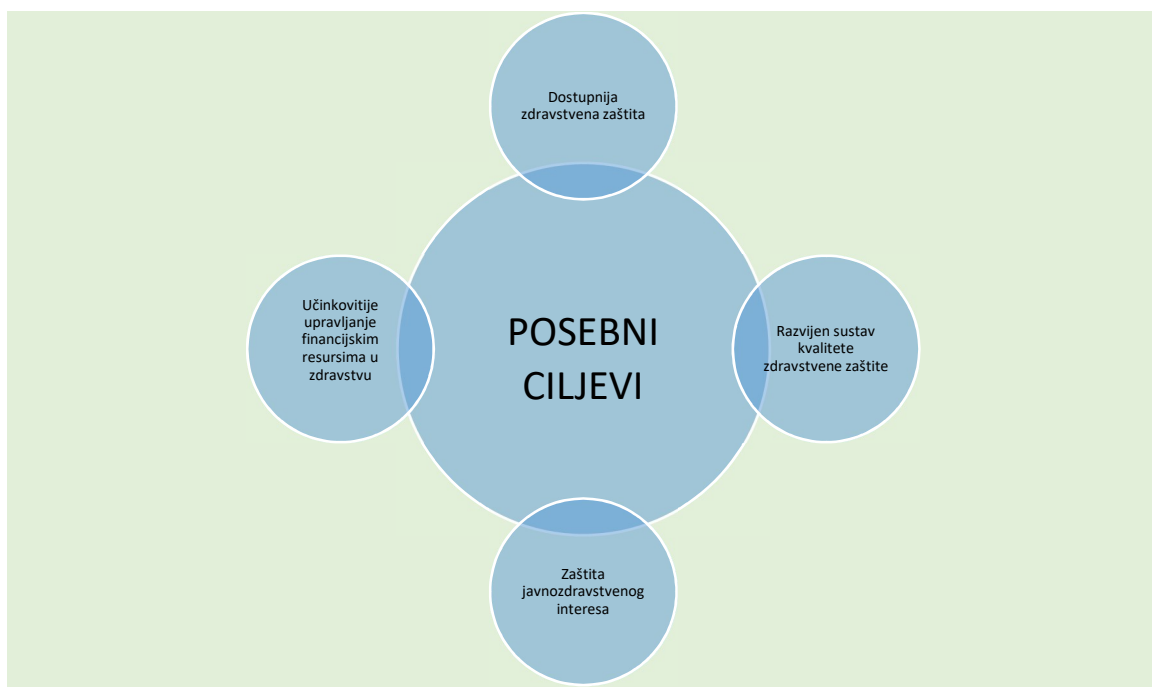 Dostupnija
zdravstvena zaštita
Učinkovitije
upravljanje
financijskim
resursima u
zdravstvu
POSEBNI
CILJEVI
Razvijen sustav
kvalitete
zdravstvene zaštite
Zaštita
javnozdravstvenog
interesa